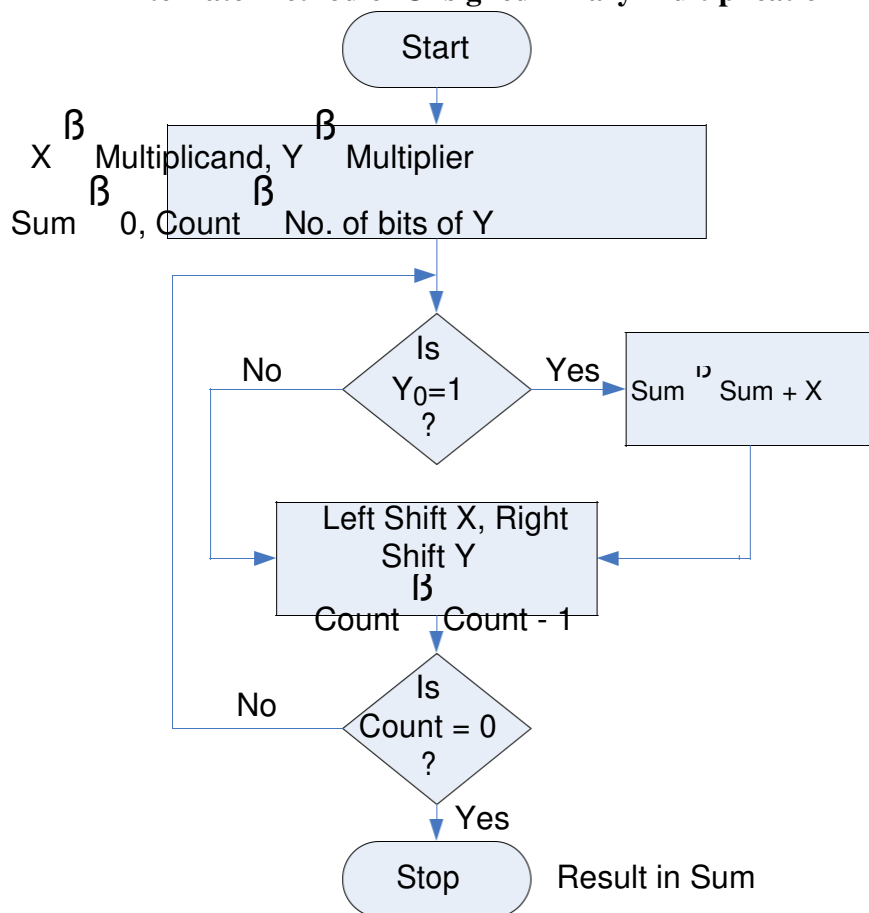 Start
X ß Multiplicand, Y ß Multiplier
Sum ß 0, Count ß No. of bits of Y
Is
Y0=1
?
No
Yes
Sum ß Sum + X
Left Shift X, Right
Shift Y
Count ß Count - 1
Is
Count = 0
?
No
Yes
Stop
Result in Sum